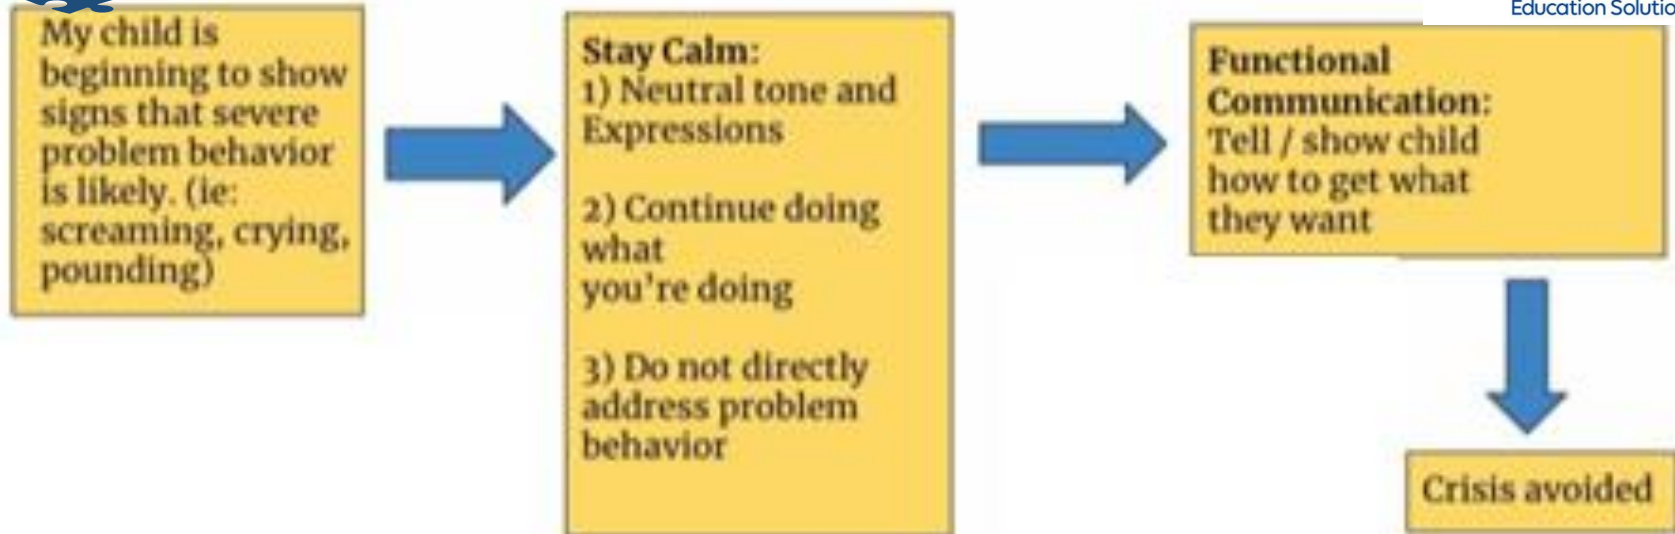 Education Solutio
My child is
beginning to show
signs that severe
problem behavior
is likely. (ie:
screaming, crying,
pounding)
Stay Calm:
1) Neutral tone and
Expressions
2) Continue doing
what
you're doing
3) Do not directly
address problem
behavior
Functional
Communication:
Tell / show child
how to get what
they want
Crisis avoided